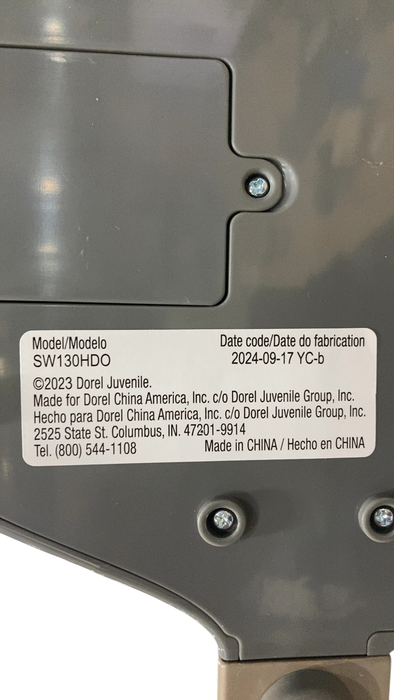 Model/Modelo Date code/Date do fabrication
SW130HDO 2024-09-17 YC-b
©2023 Dorel Juvenile.
Made for Dorel China America, Inc. c/o Dorel Juvenile Group, Inc.
Hecho para Dorel China America, Inc. c/o Dorel Juvenile Group, Inc.
2525 State St. Columbus, IN. 47201-9914
Tel. (800) 544-1108 Made in CHINA / Hecho en CHINA